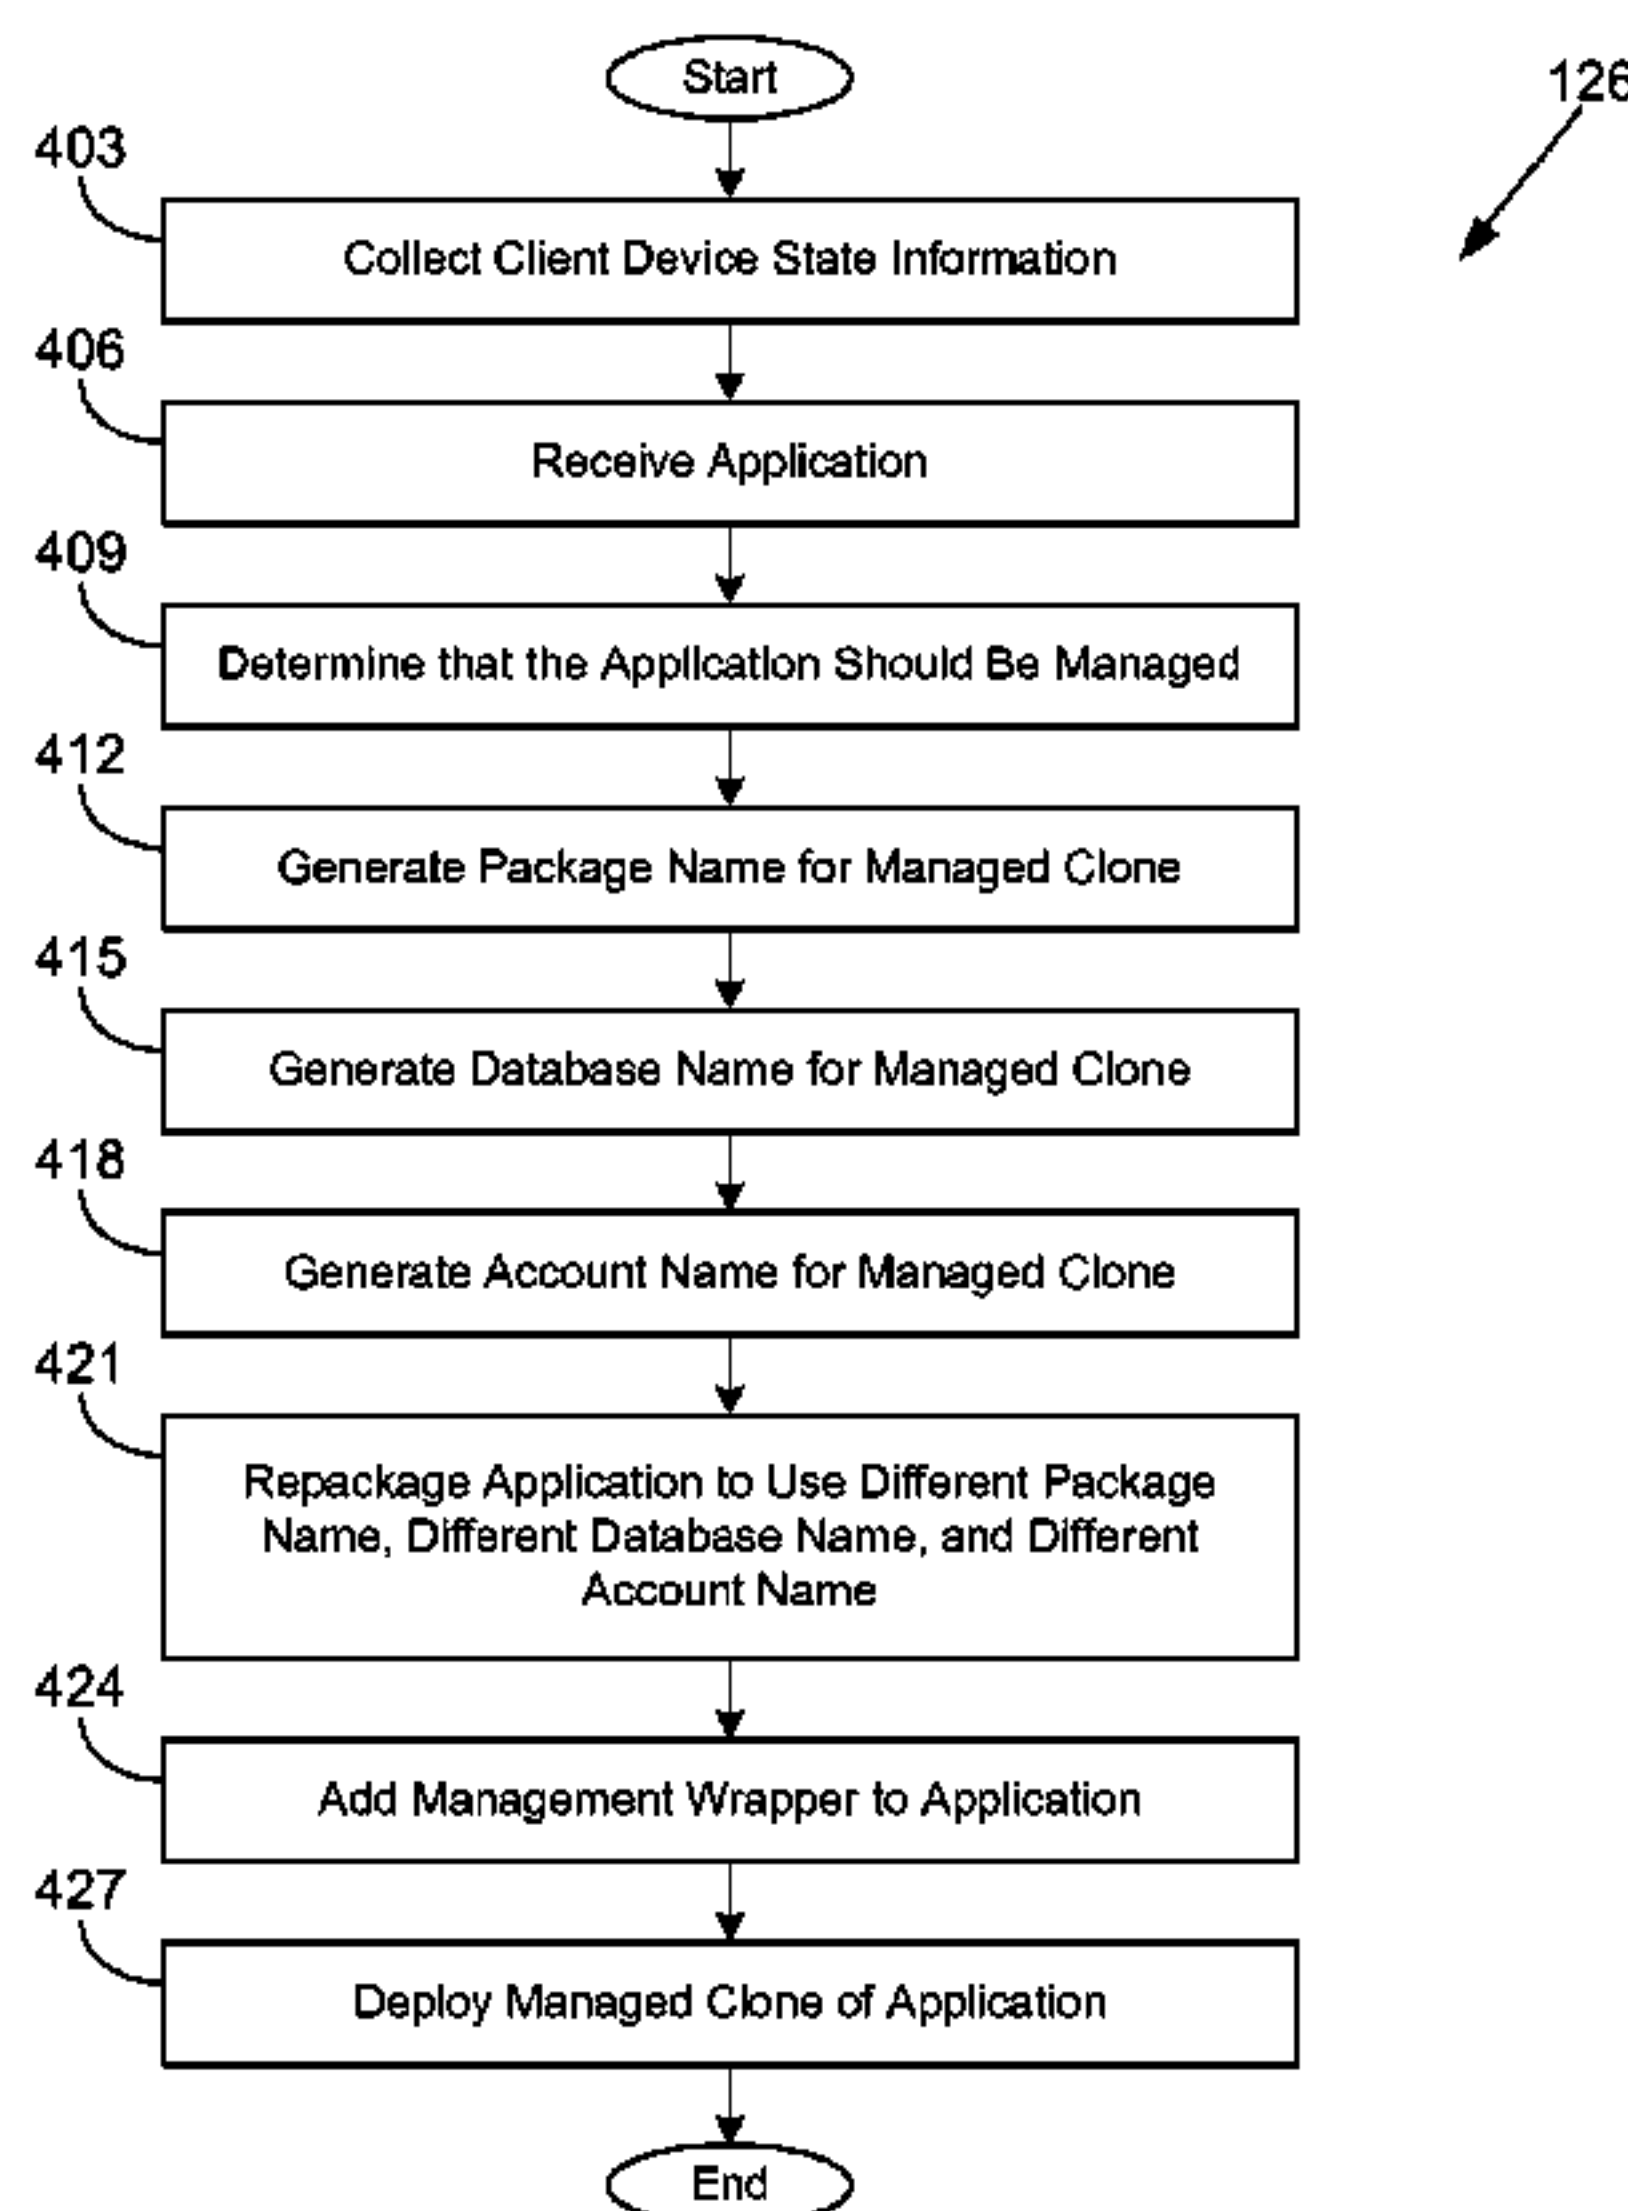 Start
126
403
Collect Client Device State Information
406
Receive Application
409
Determine that the Application Should Be Managed
412
Generate Package Name for Managed Clone
415
Generate Database Name for Managed Clone
418
Generate Account Name for Managed Clone
421
Repackage Application to Use Different Package
Name, Different Database Name, and Different
Account Name
424
Add Management Wrapper to Application
427
Deploy Managed Clone of Application
End